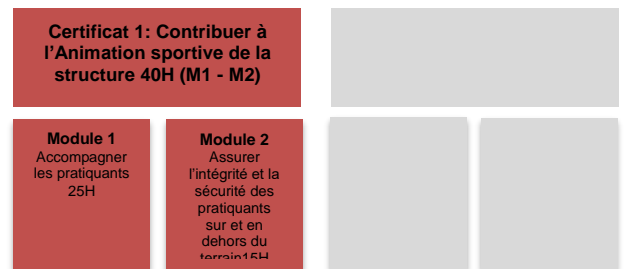 Certificat 1: Contribuer à
l'Animation sportive de la
structure 40H (M1 - M2)
Module 1
Accompagner
les pratiquants
25H
Module 2
Assurer
l'intégrité et la
sécurité des
pratiquants
sur et en
dehors du
terrain15H